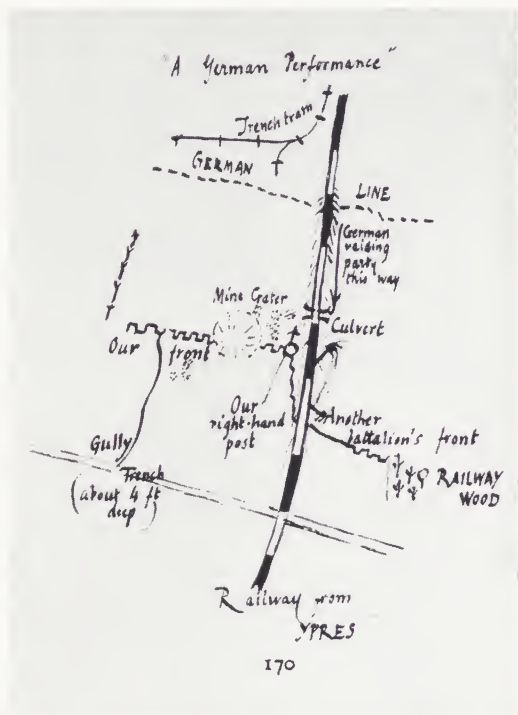 "A German Performance"
Trench tram
GERMAN
LINE
German
raiding
party
this way
Mine Crater
Culvert
Our front
Our
right-hand
post
Another
battalion's front
Gully
Trench
(about 4 ft
deep)
RAILWAY
WOOD
Railway from
YPRES
170